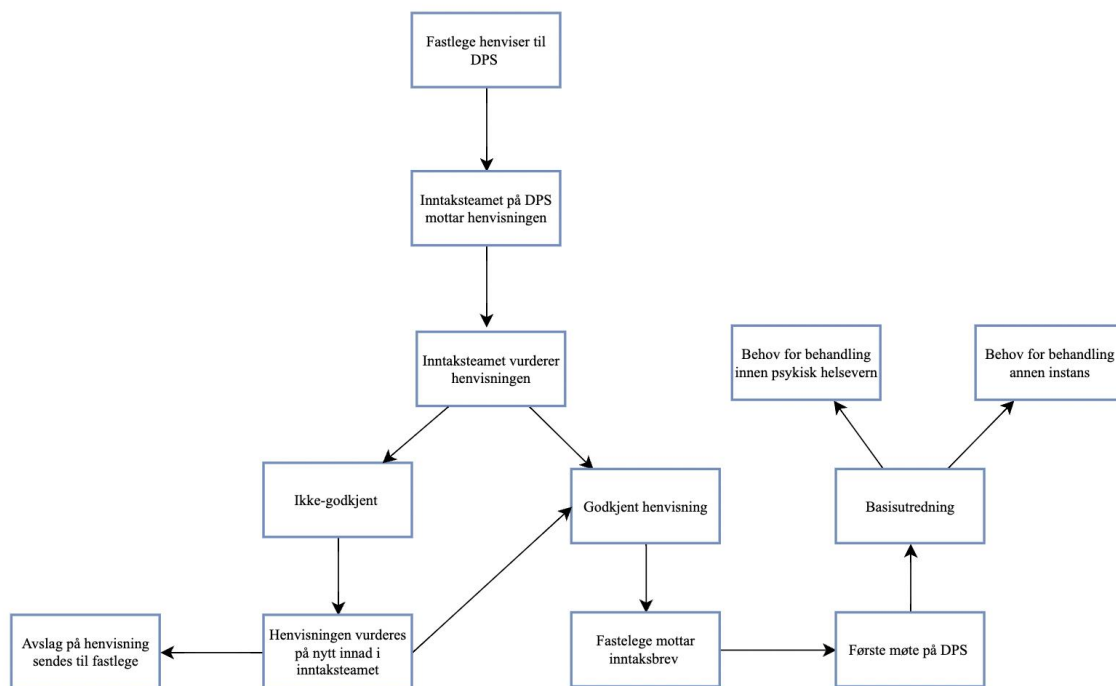 Fastlege henviser til
DPS
Inntaksteamet på DPS
mottar henvisningen
Inntaksteamet vurderer
henvisningen
Behov for behandling
innen psykisk helsevern
Behov for behandling
annen instans
Ikke-godkjent
Godkjent henvisning
Basisutredning
Avslag på henvisning
sendes til fastlege
Henvisningen vurderes
på nytt innad i
inntaksteamet
Fastelege mottar
inntaksbrev
Første møte på DPS